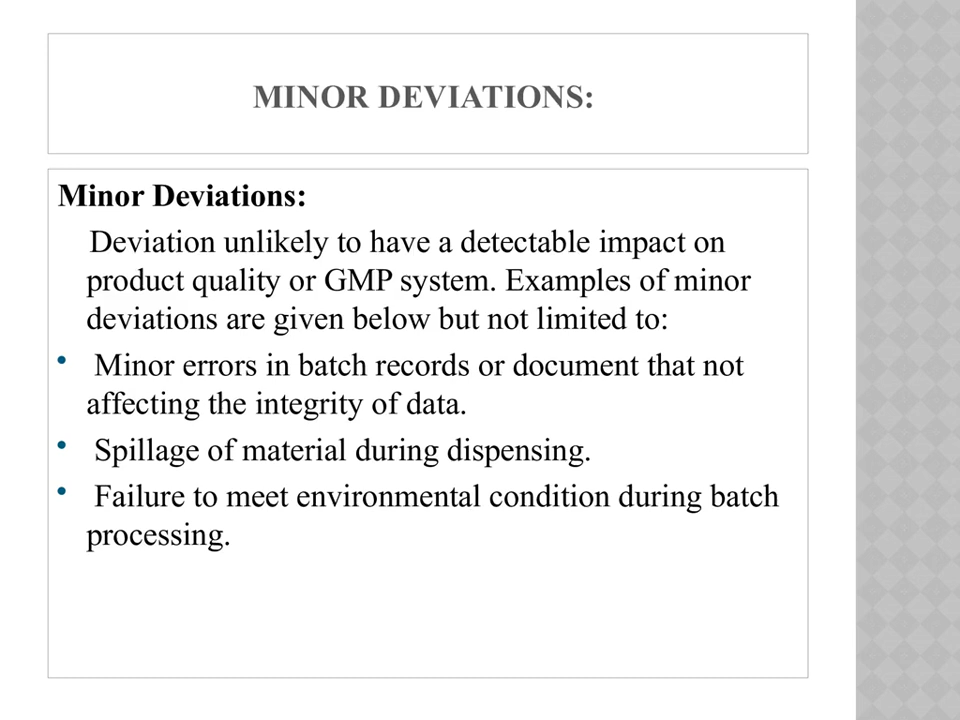 MINOR DEVIATIONS:
Minor Deviations:
Deviation unlikely to have a detectable impact on
product quality or GMP system. Examples of minor
deviations are given below but not limited to:
• Minor errors in batch records or document that not
affecting the integrity of data.
• Spillage of material during dispensing.
• Failure to meet environmental condition during batch
processing.